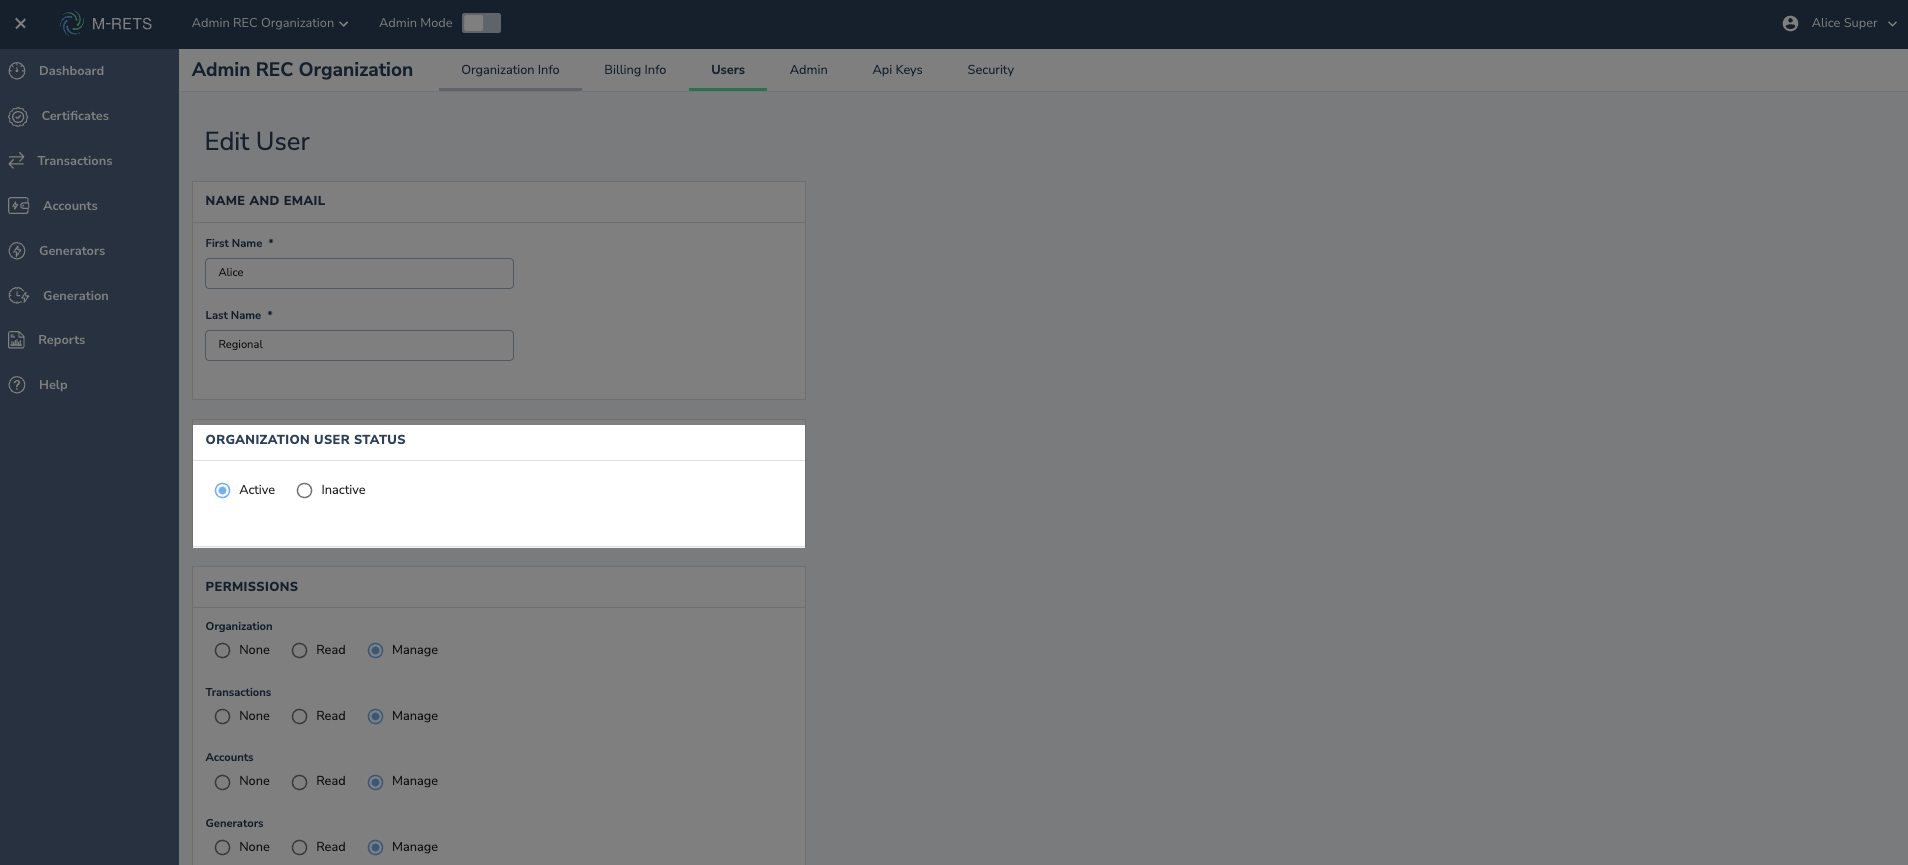 M-RETS Admin REC Organization Admin Mode Alice Super
Dashboard
Certificates
Transactions
Accounts
Generators
Generation
Reports
Help
Admin REC Organization Organization Info Billing Info Users Admin Api Keys Security
Edit User
NAME AND EMAIL
First Name *
Alice
Last Name *
Regional
ORGANIZATION USER STATUS
Active Inactive
PERMISSIONS
Organization
None Read Manage
Transactions
None Read Manage
Accounts
None Read Manage
Generators
None Read Manage